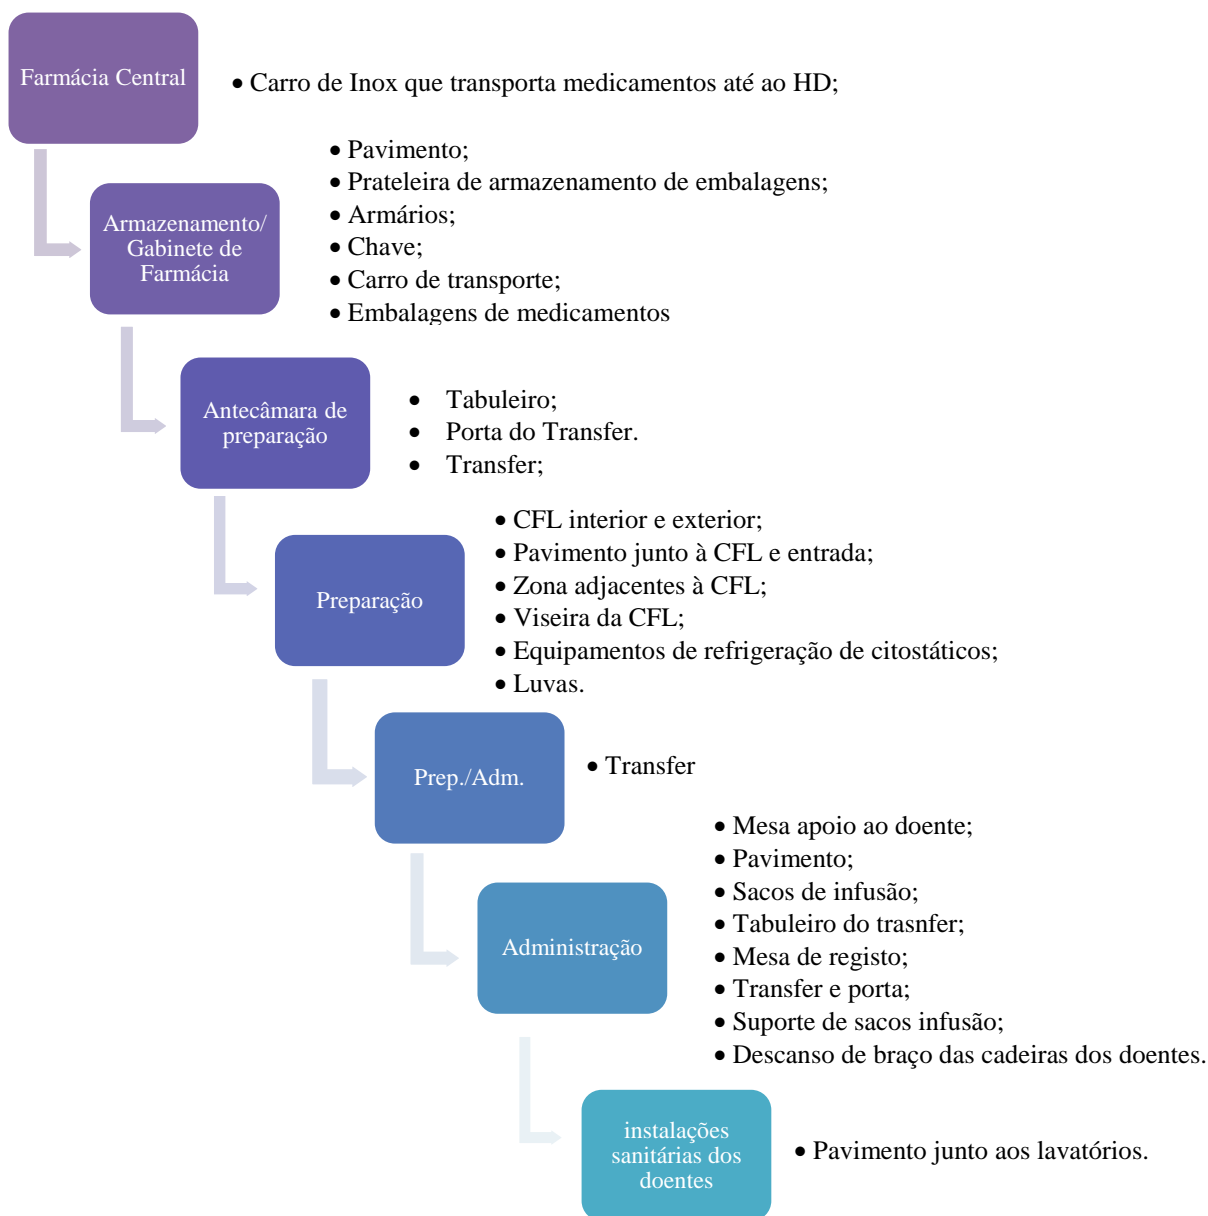 Farmácia Central
• Carro de Inox que transporta medicamentos até ao HD;
Armazenamento/
Gabinete de
Farmácia
• Pavimento;
• Prateleira de armazenamento de embalagens;
• Armários;
• Chave;
• Carro de transporte;
• Embalagens de medicamentos
Antecâmara de
preparação
• Tabuleiro;
• Porta do Transfer.
• Transfer;
Preparação
• CFL interior e exterior;
• Pavimento junto à CFL e entrada;
• Zona adjacentes à CFL;
• Viseira da CFL;
• Equipamentos de refrigeração de citostáticos;
• Luvas.
Prep./Adm.
• Transfer
Administração
• Mesa apoio ao doente;
• Pavimento;
• Sacos de infusão;
• Tabuleiro do trasnfer;
• Mesa de registo;
• Transfer e porta;
• Suporte de sacos infusão;
• Descanso de braço das cadeiras dos doentes.
instalações
sanitárias dos
doentes
• Pavimento junto aos lavatórios.